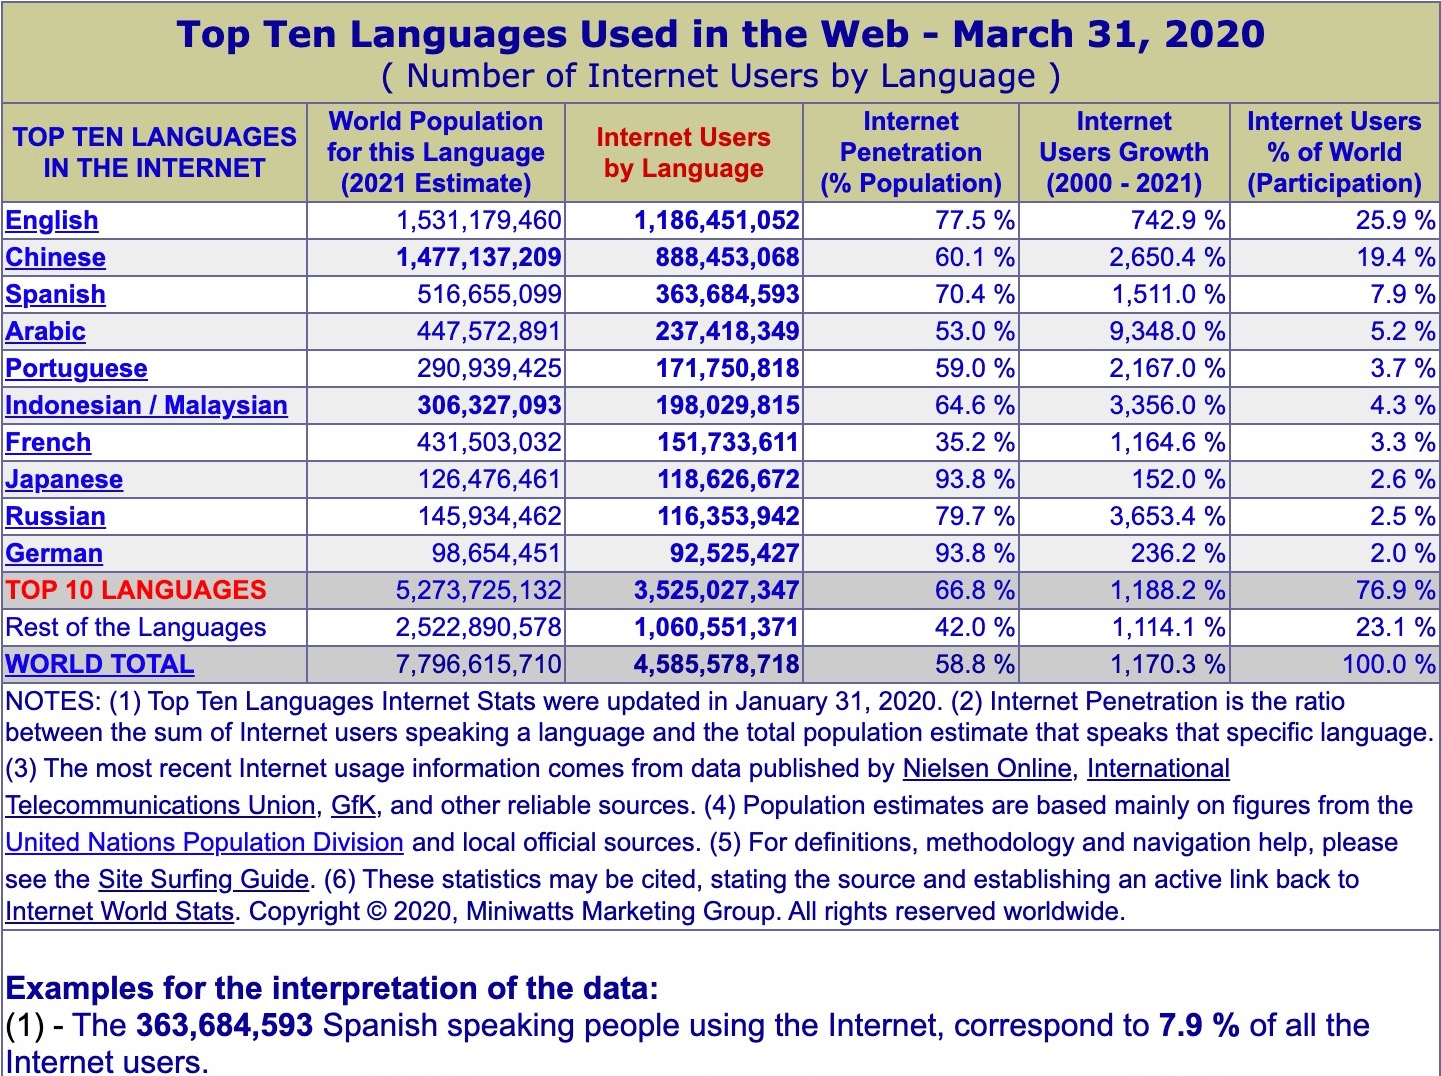 Top Ten Languages Used in the Web - March 31, 2020
( Number of Internet Users by Language )
TOP TEN LANGUAGES IN THE INTERNET | World Population for this Language (2021 Estimate) | Internet Users by Language | Internet Penetration (% Population) | Internet Users Growth (2000 - 2021) | Internet Users % of World (Participation)
English 1,531,179,460 1,186,451,052 77.5 % 742.9 % 25.9 %
Chinese 1,477,137,209 888,453,068 60.1 % 2,650.4 % 19.4 %
Spanish 516,655,099 363,684,593 70.4 % 1,511.0 % 7.9 %
Arabic 447,572,891 237,418,349 53.0 % 9,348.0 % 5.2 %
Portuguese 290,939,425 171,750,818 59.0 % 2,167.0 % 3.7 %
Indonesian / Malaysian 306,327,093 198,029,815 64.6 % 3,356.0 % 4.3 %
French 431,503,032 151,733,611 35.2 % 1,164.6 % 3.3 %
Japanese 126,476,461 118,626,672 93.8 % 152.0 % 2.6 %
Russian 145,934,462 116,353,942 79.7 % 3,653.4 % 2.5 %
German 98,654,451 92,525,427 93.8 % 236.2 % 2.0 %
TOP 10 LANGUAGES 5,273,725,132 3,525,027,347 66.8 % 1,188.2 % 76.9 %
Rest of the Languages 2,522,890,578 1,060,551,371 42.0 % 1,114.1 % 23.1 %
WORLD TOTAL 7,796,615,710 4,585,578,718 58.8 % 1,170.3 % 100.0 %
NOTES: (1) Top Ten Languages Internet Stats were updated in January 31, 2020. (2) Internet Penetration is the ratio
between the sum of Internet users speaking a language and the total population estimate that speaks that specific language.
(3) The most recent Internet usage information comes from data published by Nielsen Online, International
Telecommunications Union, GfK, and other reliable sources. (4) Population estimates are based mainly on figures from the
United Nations Population Division and local official sources. (5) For definitions, methodology and navigation help, please
see the Site Surfing Guide. (6) These statistics may be cited, stating the source and establishing an active link back to
Internet World Stats. Copyright © 2020, Miniwatts Marketing Group. All rights reserved worldwide.
Examples for the interpretation of the data:
(1) - The 363,684,593 Spanish speaking people using the Internet, correspond to 7.9 % of all the
Internet users.